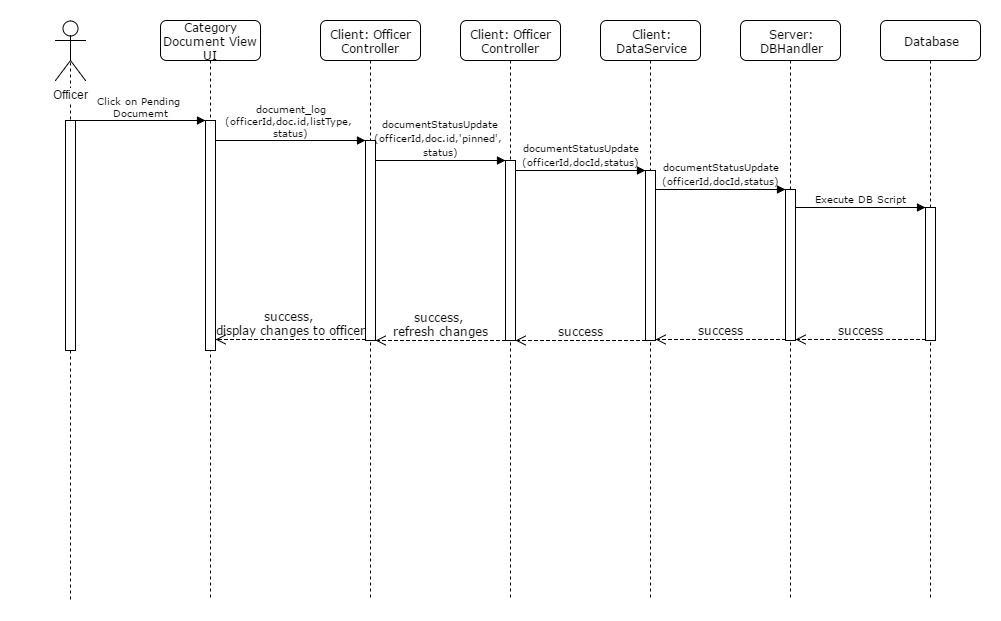 Category
Document View
UI
Client: Officer
Controller
Client: Officer
Controller
Client:
DataService
Server:
DBHandler
Database
Officer
Click on Pending
Documemt
document_log
(officerId,doc.id,listType,
status)
documentStatusUpdate
(officerId,doc.id,'pinned',
status)
documentStatusUpdate
(officerId,docId,status)
documentStatusUpdate
(officerId,docId,status)
Execute DB Script
success,
display changes to officer
success,
refresh changes
success
success
success